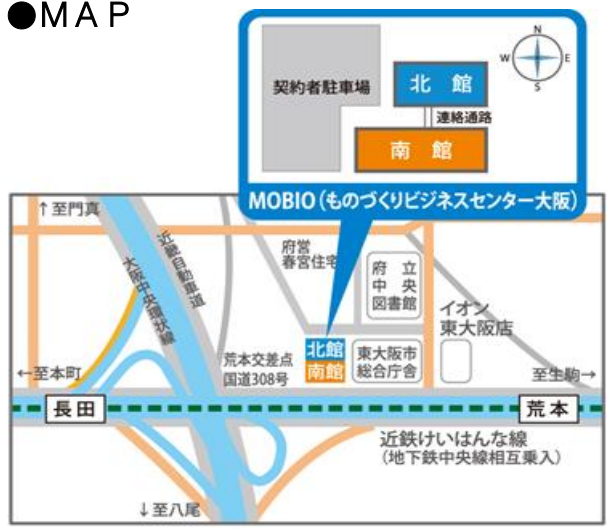 ●MAP
N
W E
S
契約者駐車場
北 館
連絡通路
南 館
MOBIO(ものづくりビジネスセンター大阪)
↑至門真
近畿自動車道
大阪中央環状線
府営
春宮住宅
府 立
中 央
図書館
イオン
東大阪店
荒本交差点
国道308号
北館
南館
東大阪市
総合庁舎
←至本町
至生駒→
長田
荒本
近鉄けいはんな線
(地下鉄中央線相互乗入)
↓至八尾